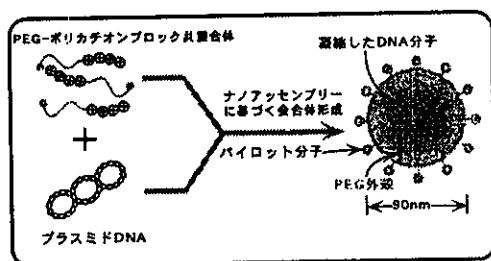 PEG-ポリカチオンブロック共重合体
凝縮したDNA分子
ナノアッセンブリー
に基づく会合体形成
パイロット分子
PEG外殻
90nm
プラスミドDNA